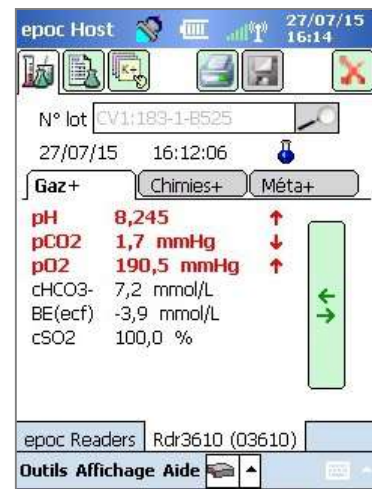 epoc Host 27/07/15
16:14
K+
N° lot CV1:183-1-B525
27/07/15 16:12:06
Gaz+ Chimies+ Méta+
pH 8,245 ↑
pCO2 1,7 mmHg ↓
pO2 190,5 mmHg ↑
cHCO3- 7,2 mmol/L
BE(ecf) -3,9 mmol/L
cSO2 100,0 %
epoc Readers Rdr3610 (03610)
Outils Affichage Aide